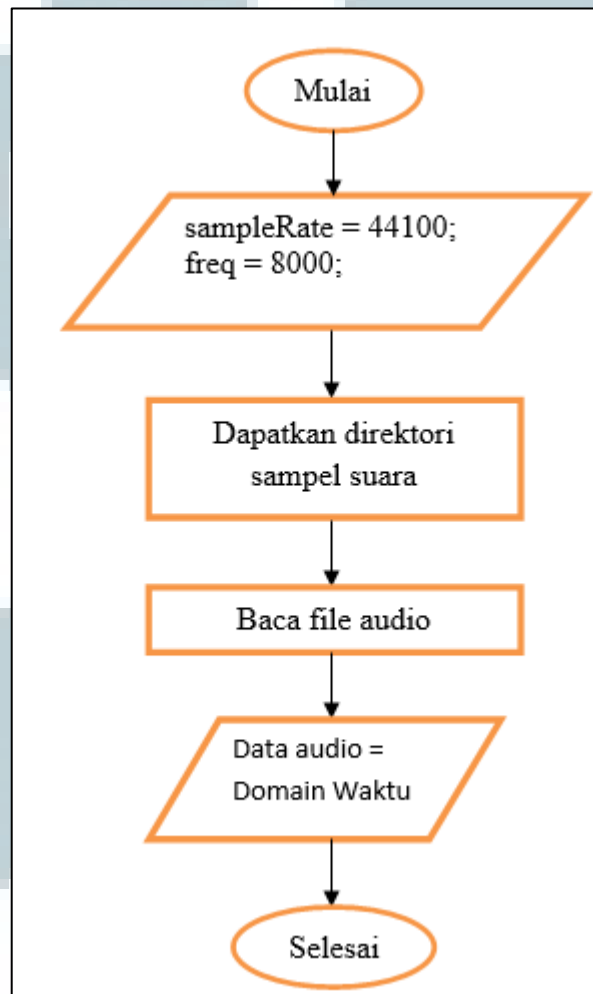 Mulai
sampleRate = 44100;
freq = 8000;
Dapatkan direktori
sampel suara
Baca file audio
Data audio =
Domain Waktu
Selesai